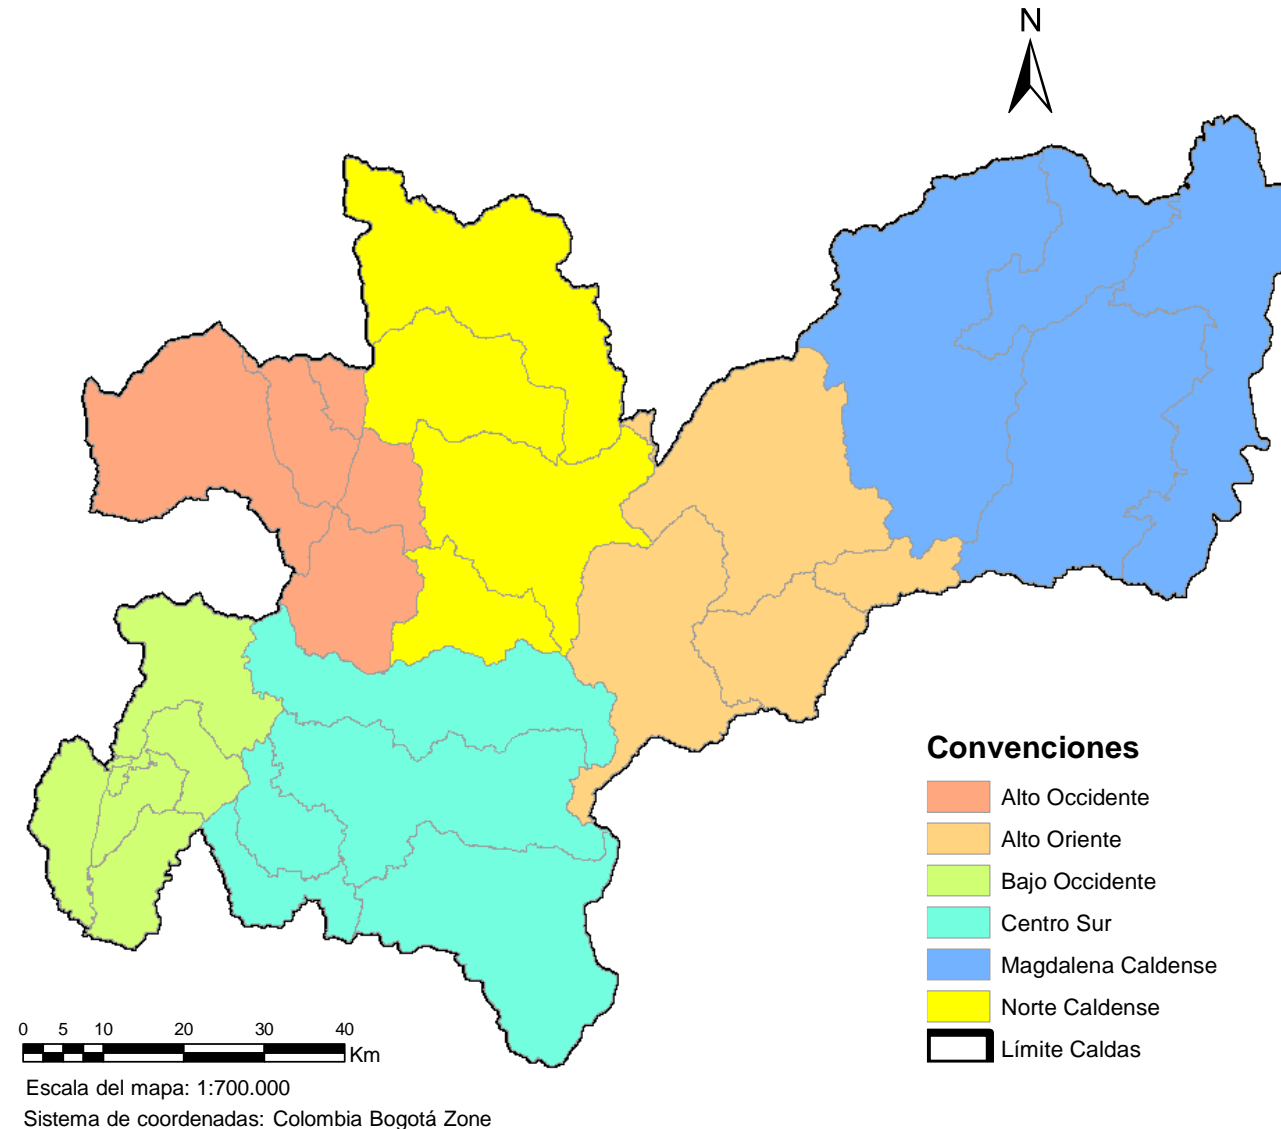 N
Convenciones
Alto Occidente
Alto Oriente
Bajo Occidente
Centro Sur
Magdalena Caldense
Norte Caldense
Límite Caldas
0 5 10 20 30 40
Km
Escala del mapa: 1:700.000
Sistema de coordenadas: Colombia Bogotá Zone